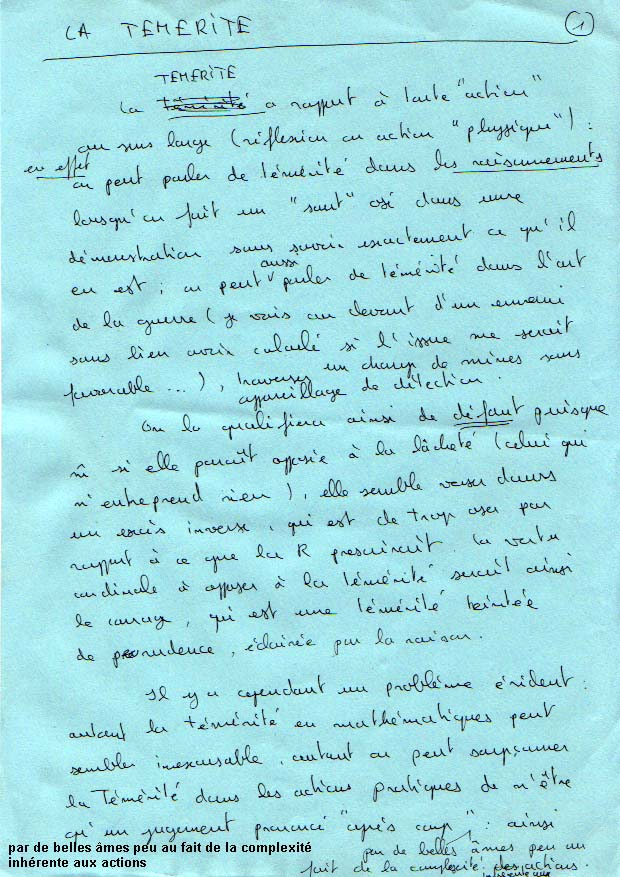 LA TEMERITE
1
TEMERITE
La témérité a rapport à toute "action"
au sens large (réflexion ou action "physique") :
en effet
on peut parler de témérité dans les raisonnements
lorsqu'on fait un "saut" osé dans une
démonstration sans savoir exactement ce qu'il
en est ; on peut aussi parler de témérité dans l'art
de la guerre (je vais au devant d'un ennemi
sans bien avoir calculé si l'issue me serait
favorable ...), traverser un champ de mines sans
appareillage de détection.
On la qualifiera ainsi de défaut puisque
m̂ si elle paraît opposée à la lâcheté (celui qui
n'entreprend rien), elle semble verser dans
un excès inverse, qui est de trop oser par
rapport à ce que la R prescrirait. La vertu
cardinale à opposer à la témérité serait ainsi
le courage, qui est une témérité teintée
de prudence, éclairée par la raison.
Il y a cependant un problème évident :
autant la témérité en mathématiques peut
sembler inexcusable, autant on peut soupçonner
la Témérité dans les actions pratiques de n'être
qu'un jugement prononcé "après coup" : ainsi
par de belles âmes peu au
fait de la complexité des actions.
inhérente aux
par de belles âmes peu au fait de la complexité
inhérente aux actions